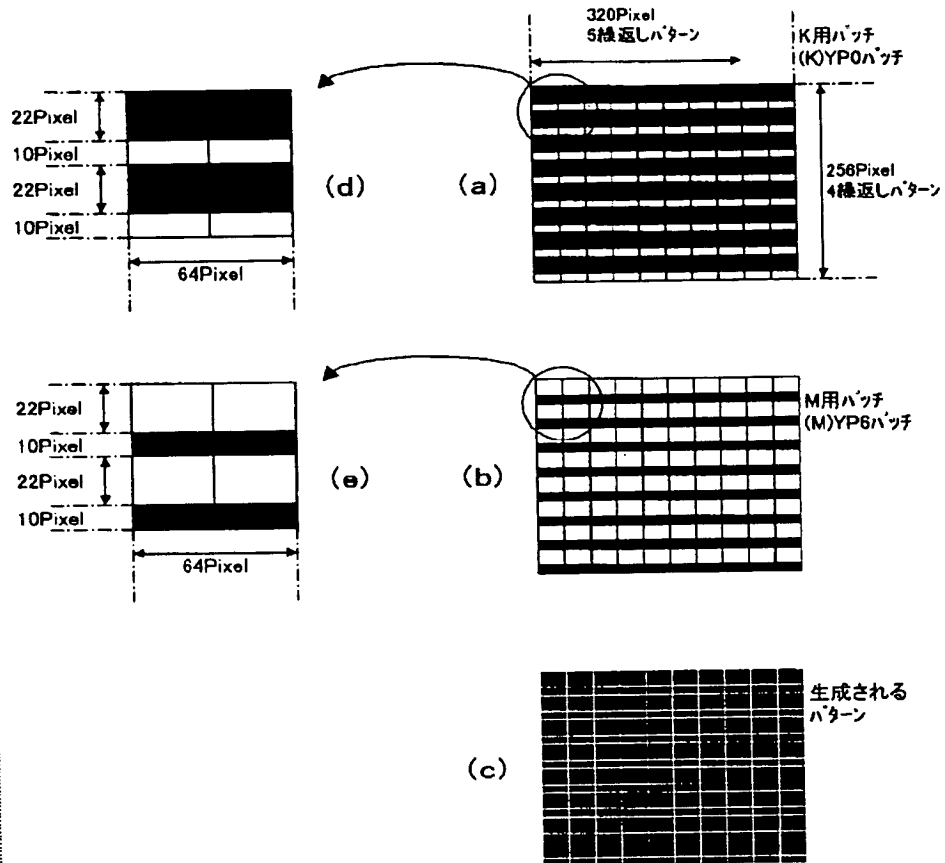 320Pixel
5繰返しパターン
K用パッチ
(K)YP0パッチ
22Pixel
10Pixel
22Pixel
10Pixel
(d)
(a)
256Pixel
4繰返しパターン
64Pixel
22Pixel
10Pixel
22Pixel
10Pixel
(e)
(b)
M用パッチ
(M)YP6パッチ
64Pixel
(c)
生成される
パターン